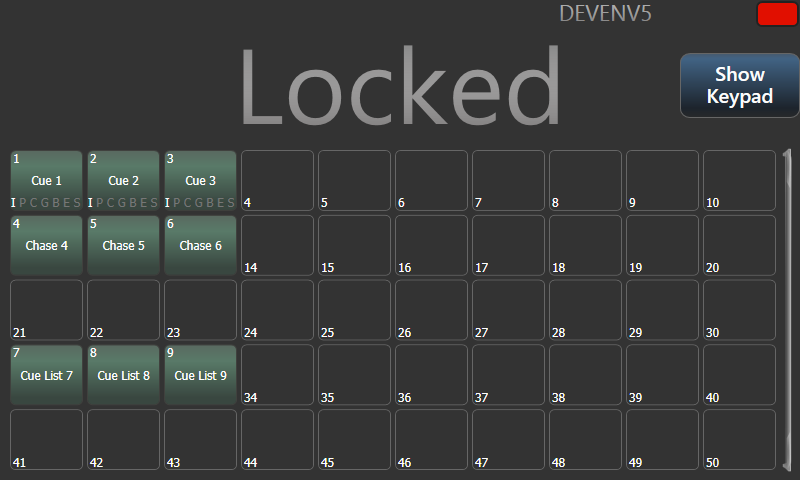 DEVENV5
Locked
Show
Keypad
1 2 3
Cue 1 Cue 2 Cue 3
I P C G B E S I P C G B E S I P C G B E S 4 5 6 7 8 9 10
4 5 6
Chase 4 Chase 5 Chase 6
14 15 16 17 18 19 20
21 22 23 24 25 26 27 28 29 30
7 8 9
Cue List 7 Cue List 8 Cue List 9
34 35 36 37 38 39 40
41 42 43 44 45 46 47 48 49 50